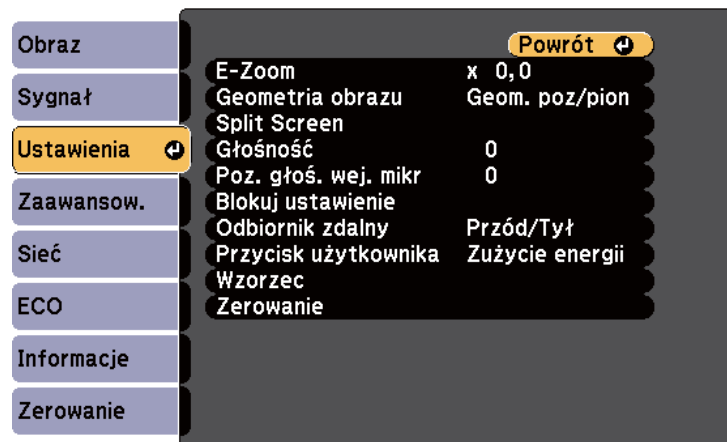 Obraz
Sygnał
Ustawienia
Zaawansow.
Sieć
ECO
Informacje
Zerowanie
Powrót
E-Zoom x 0,0
Geometria obrazu Geom. poz/pion
Split Screen
Głośność 0
Poz. głoś. wej. mikr 0
Blokuj ustawienie
Odbiornik zdalny Przód/Tył
Przycisk użytkownika Zużycie energii
Wzorzec
Zerowanie